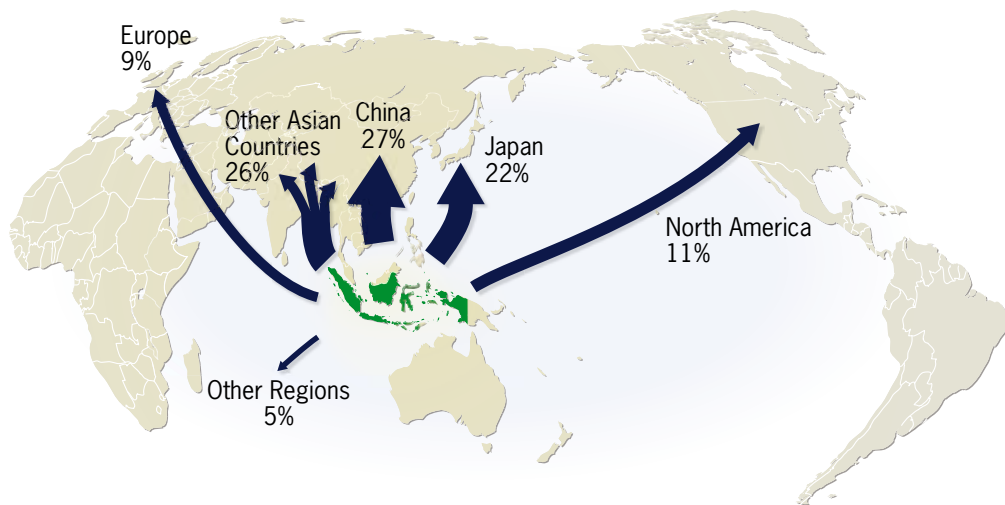 Europe
9%
Other Asian
Countries
26%
China
27%
Japan
22%
North America
11%
Other Regions
5%